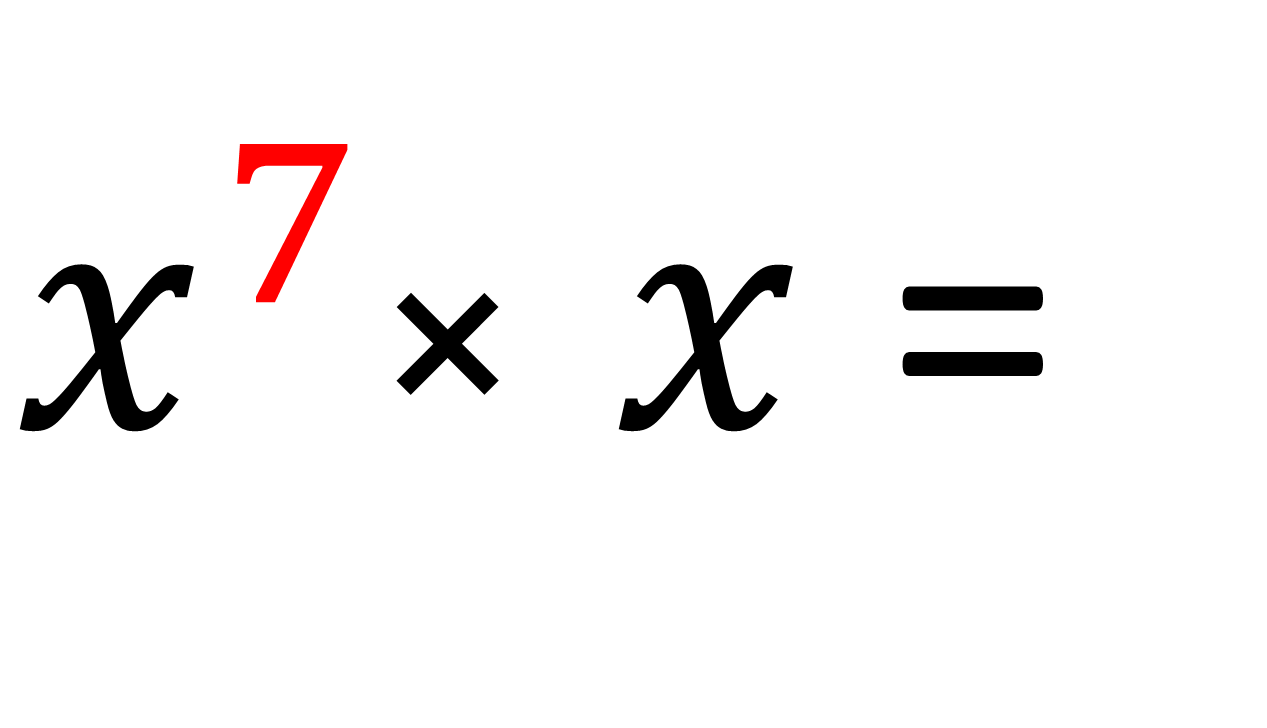 x⁷ × x =